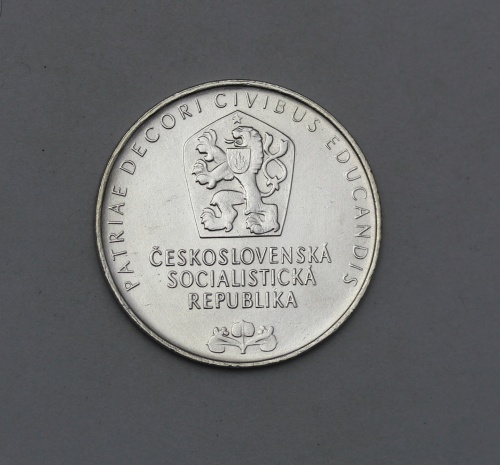 PATRIAE DECORI CIVIBUS EDUCANDIS
ČESKOSLOVENSKÁ
SOCIALISTICKÁ
REPUBLIKA